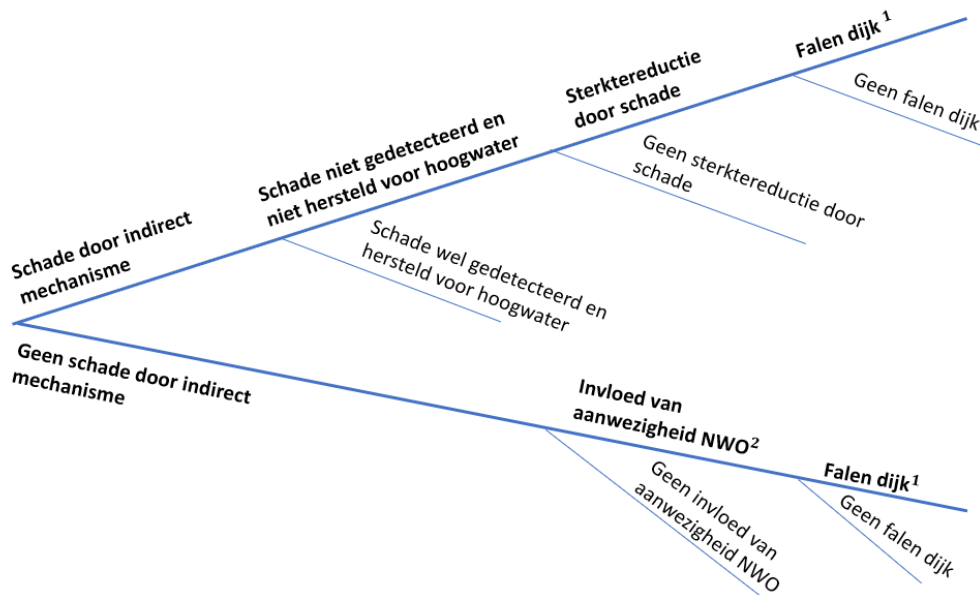 Falen dijk¹
Geen falen dijk
Sterktereductie
door schade
Geen sterktereductie door
schade
Schade niet gedetecteerd en
niet hersteld voor hoogwater
Schade wel gedetecteerd en
hersteld voor hoogwater
Schade door indirect
mechanisme
Geen schade door indirect
mechanisme
Invloed van
aanwezigheid NWO²
Geen invloed van
aanwezigheid NWO
Falen dijk¹
Geen falen dijk